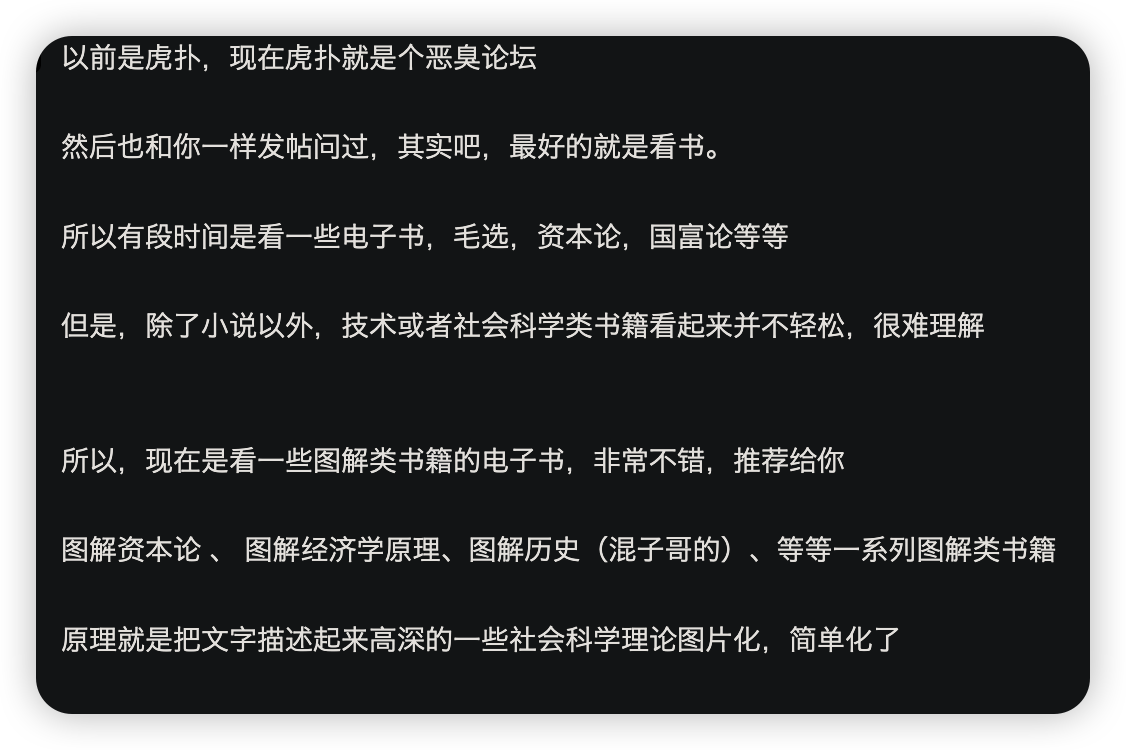 以前是虎扑，现在虎扑就是个恶臭论坛
然后也和你一样发帖问过，其实吧，最好的就是看书。
所以有段时间是看一些电子书，毛选，资本论，国富论等等
但是，除了小说以外，技术或者社会科学类书籍看起来并不轻松，很难理解
所以，现在是看一些图解类书籍的电子书，非常不错，推荐给你
图解资本论 、 图解经济学原理、图解历史（混子哥的）、等等一系列图解类书籍
原理就是把文字描述起来高深的一些社会科学理论图片化，简单化了